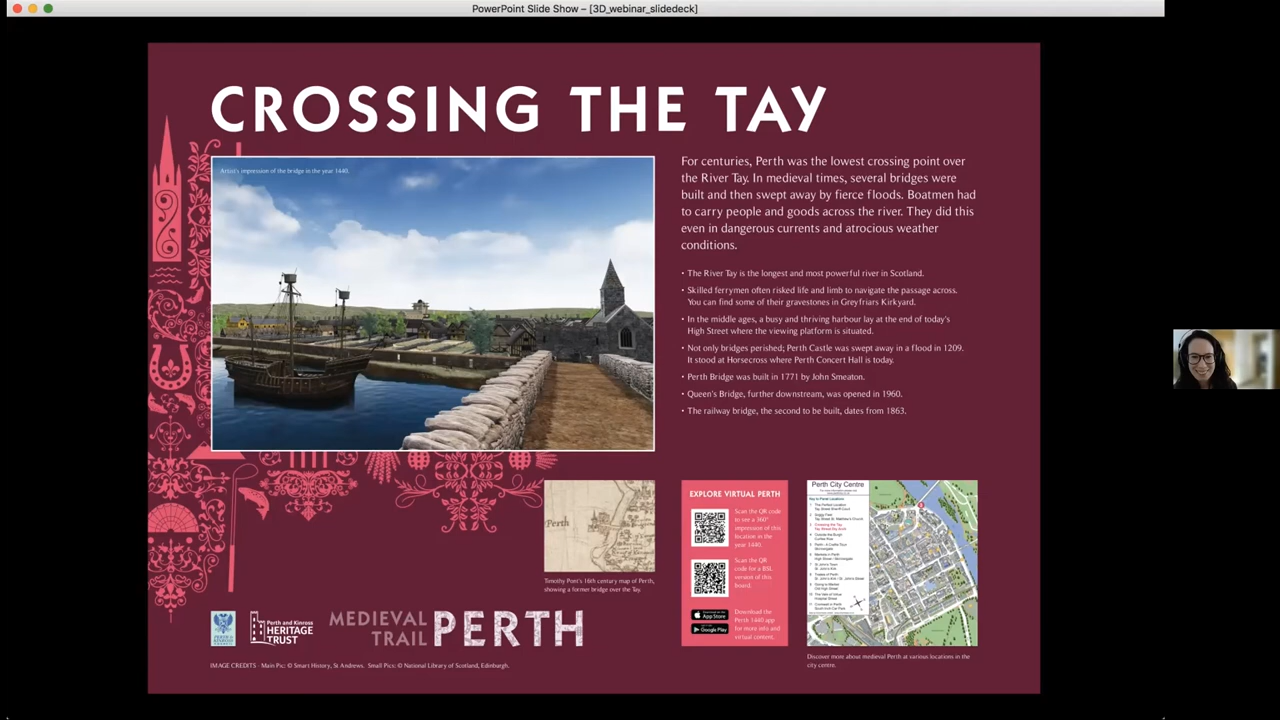 PowerPoint Slide Show – [3D_webinar_slidedeck]
CROSSING THE TAY
Artist's impression of the bridge in the year 1440.
For centuries, Perth was the lowest crossing point over
the River Tay. In medieval times, several bridges were
built and then swept away by fierce floods. Boatmen had
to carry people and goods across the river. They did this
even in dangerous currents and atrocious weather
conditions.
• The River Tay is the longest and most powerful river in Scotland.
• Skilled ferrymen often risked life and limb to navigate the passage across.
You can find some of their gravestones in Greyfriars Kirkyard.
• In the middle ages, a busy and thriving harbour lay at the end of today's
High Street where the viewing platform is situated.
• Not only bridges perished; Perth Castle was swept away in a flood in 1209.
It stood at Horsecross where Perth Concert Hall is today.
• Perth Bridge was built in 1771 by John Smeaton.
• Queen's Bridge, further downstream, was opened in 1960.
• The railway bridge, the second to be built, dates from 1863.
Perth
Timothy Pont's 16th century map of Perth,
showing a former bridge over the Tay.
EXPLORE VIRTUAL PERTH
Scan the QR code
to see a 360°
impression of this
location in the
year 1440.
Scan the QR
code for a BSL
version of this
board.
App Store
Google Play
Download the
Perth 1440 app
for more info and
virtual content.
Perth City Centre
Key to Panel Locations
Crossing the Tay
Discover more about medieval Perth at various locations in the
city centre.
Perth and Kinross
HERITAGE
TRUST
MEDIEVAL
TRAIL
PERTH
IMAGE CREDITS · Main Pic: © Smart History, St Andrews. Small Pics: © National Library of Scotland, Edinburgh.